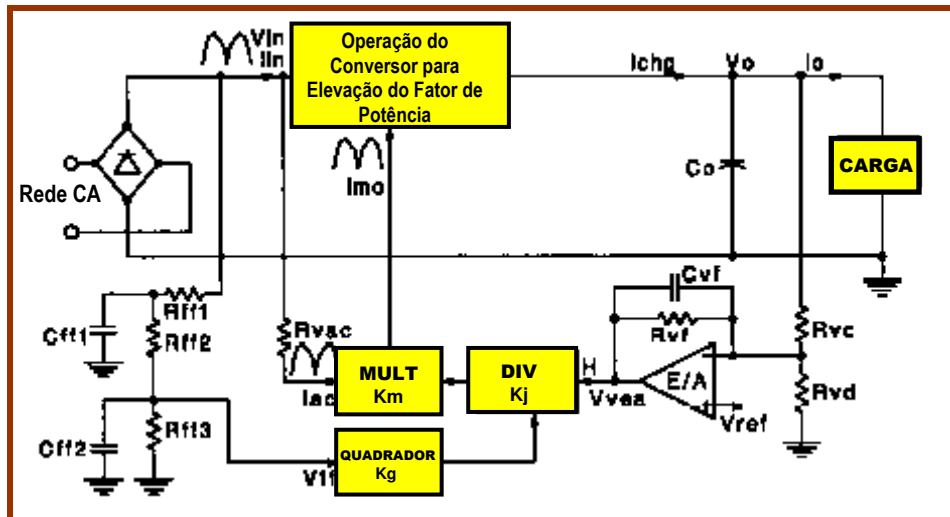 Vin
Iin
Operação do
Conversor para
Elevação do Fator de
Potência
Ichg
Vo
Io
Imo
Rede CA
Co
CARGA
Cvf
Rff1
Cff1
Rff2
Rvac
Rvf
Rvc
MULT
Km
DIV
Kj
H
E/A
Iac
Vvea
Vref
Rvd
Cff2
Rff3
Vff
QUADRADOR
Kg